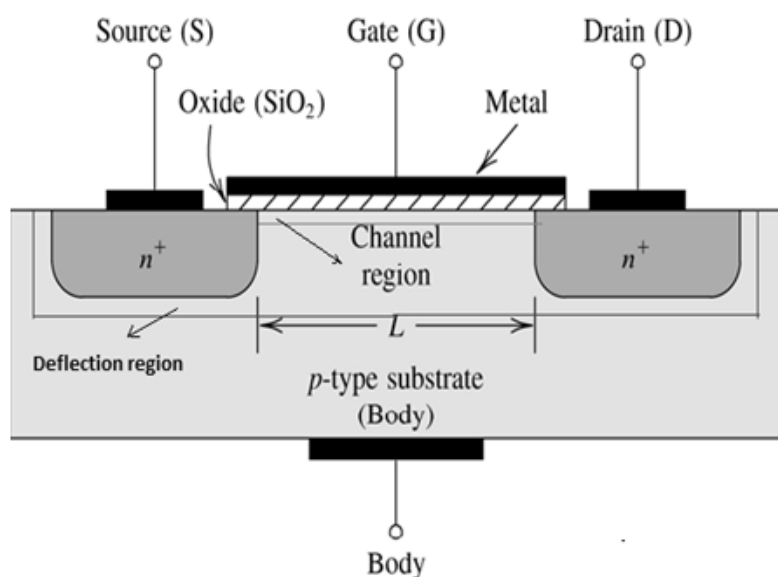 Source (S)
Gate (G)
Drain (D)
Oxide (SiO₂)
Metal
n⁺
Channel
region
n⁺
L
Deflection region
p-type substrate
(Body)
Body